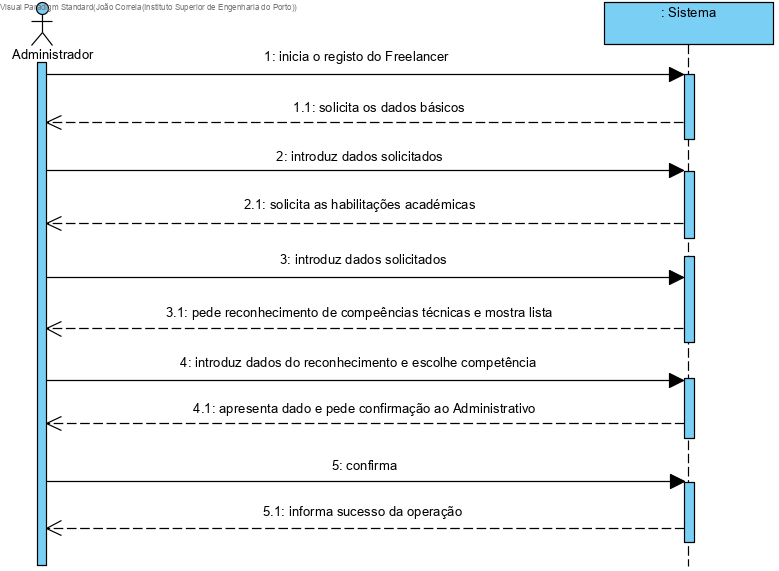 Visual Paradigm Standard(João Correia(Instituto Superior de Engenharia do Porto))
: Sistema
Administrador
1: inicia o registo do Freelancer
1.1: solicita os dados básicos
2: introduz dados solicitados
2.1: solicita as habilitações académicas
3: introduz dados solicitados
3.1: pede reconhecimento de compeências técnicas e mostra lista
4: introduz dados do reconhecimento e escolhe competência
4.1: apresenta dado e pede confirmação ao Administrativo
5: confirma
5.1: informa sucesso da operação